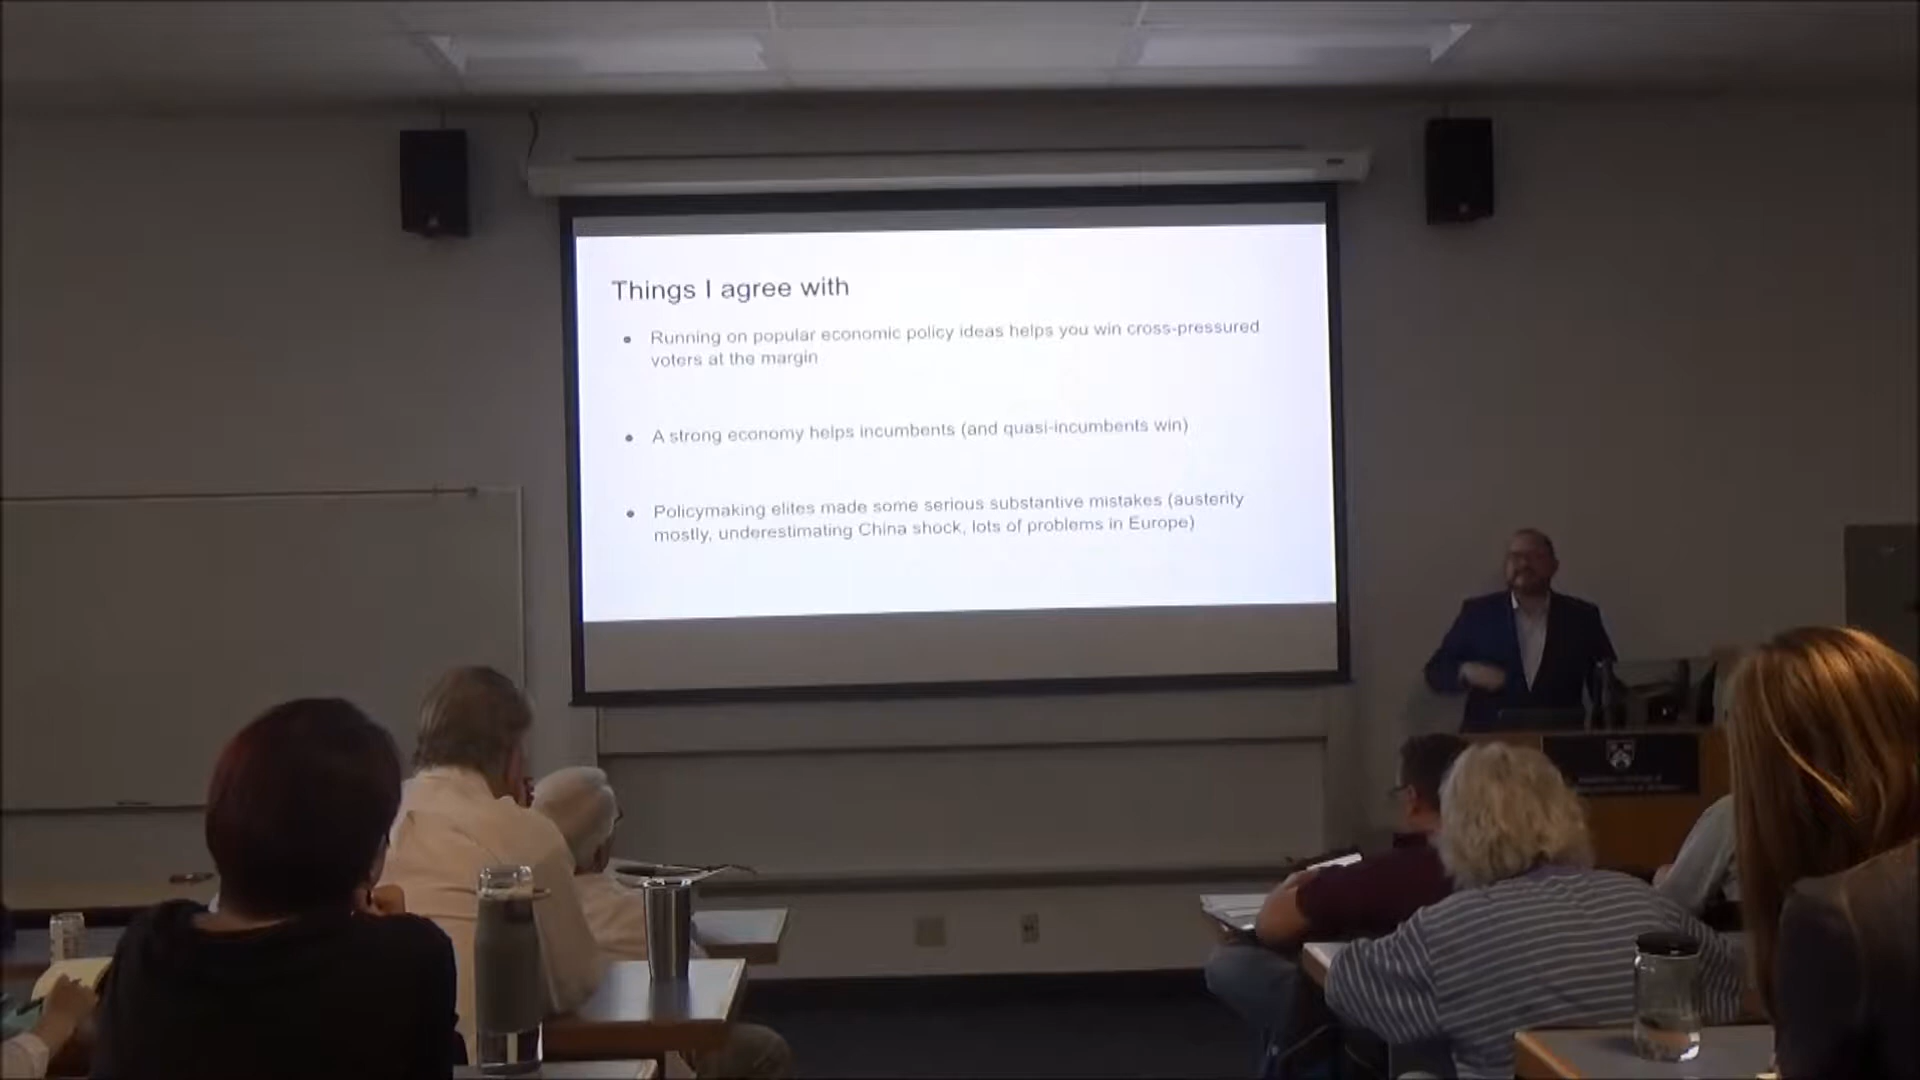 Things I agree with
● Running on popular economic policy ideas helps you win cross-pressured
voters at the margin
● A strong economy helps incumbents (and quasi-incumbents win)
● Policymaking elites made some serious substantive mistakes (austerity
mostly, underestimating China shock, lots of problems in Europe)